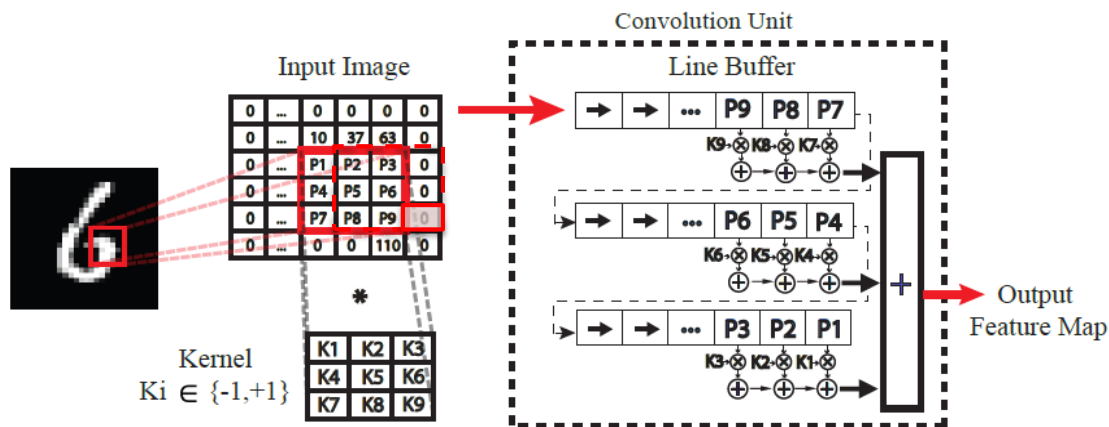 Convolution Unit
Input Image
Line Buffer
0 ... 0 0 0 0
0 ... 10 37 63 0
0 ... P1 P2 P3 0
0 ... P4 P5 P6 0
0 ... P7 P8 P9 0
0 ... 0 0 110 0
*
Kernel
Ki ∈ {-1,+1}
K1 K2 K3
K4 K5 K6
K7 K8 K9
→ → ... P9 P8 P7
K9→⊗ K8→⊗ K7→⊗
⊕→⊕→⊕
→ → ... P6 P5 P4
K6→⊗ K5→⊗ K4→⊗
⊕→⊕→⊕
→ → ... P3 P2 P1
K3→⊗ K2→⊗ K1→⊗
⊕→⊕→⊕
+
Output
Feature Map